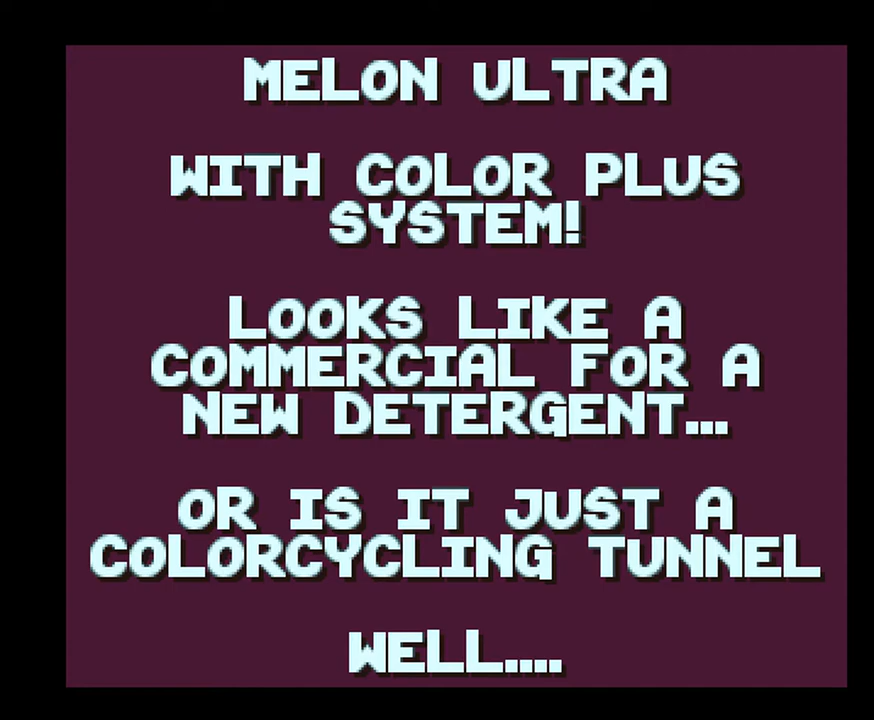 MELON ULTRA
WITH COLOR PLUS
SYSTEM!
LOOKS LIKE A
COMMERCIAL FOR A
NEW DETERGENT...
OR IS IT JUST A
COLORCYCLING TUNNEL
WELL....